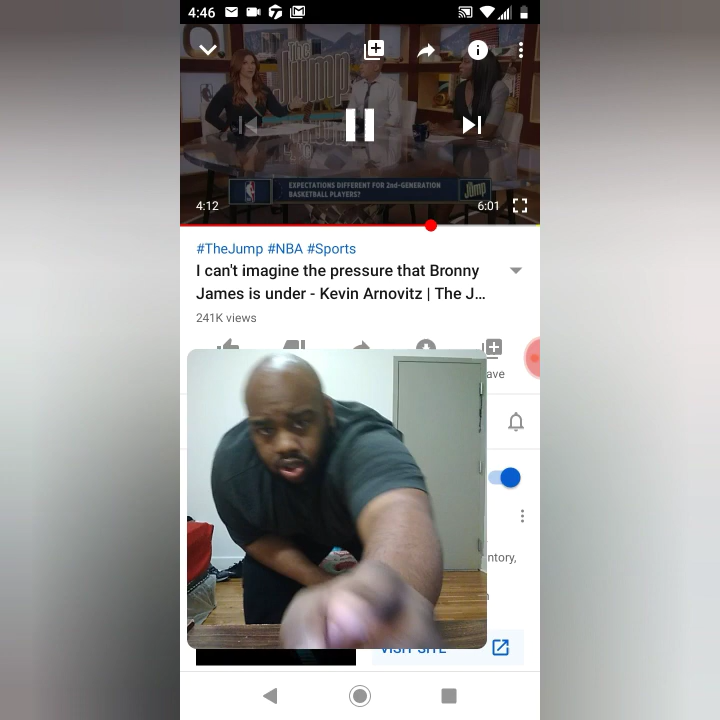 4:46
The
Jump
EXPECTATIONS DIFFERENT FOR 2nd-GENERATION
BASKETBALL PLAYERS?
Jump
4:12
6:01
#TheJump #NBA #Sports
I can't imagine the pressure that Bronny
James is under - Kevin Arnovitz | The J...
241K views
ave
ntory,
VISIT SITE